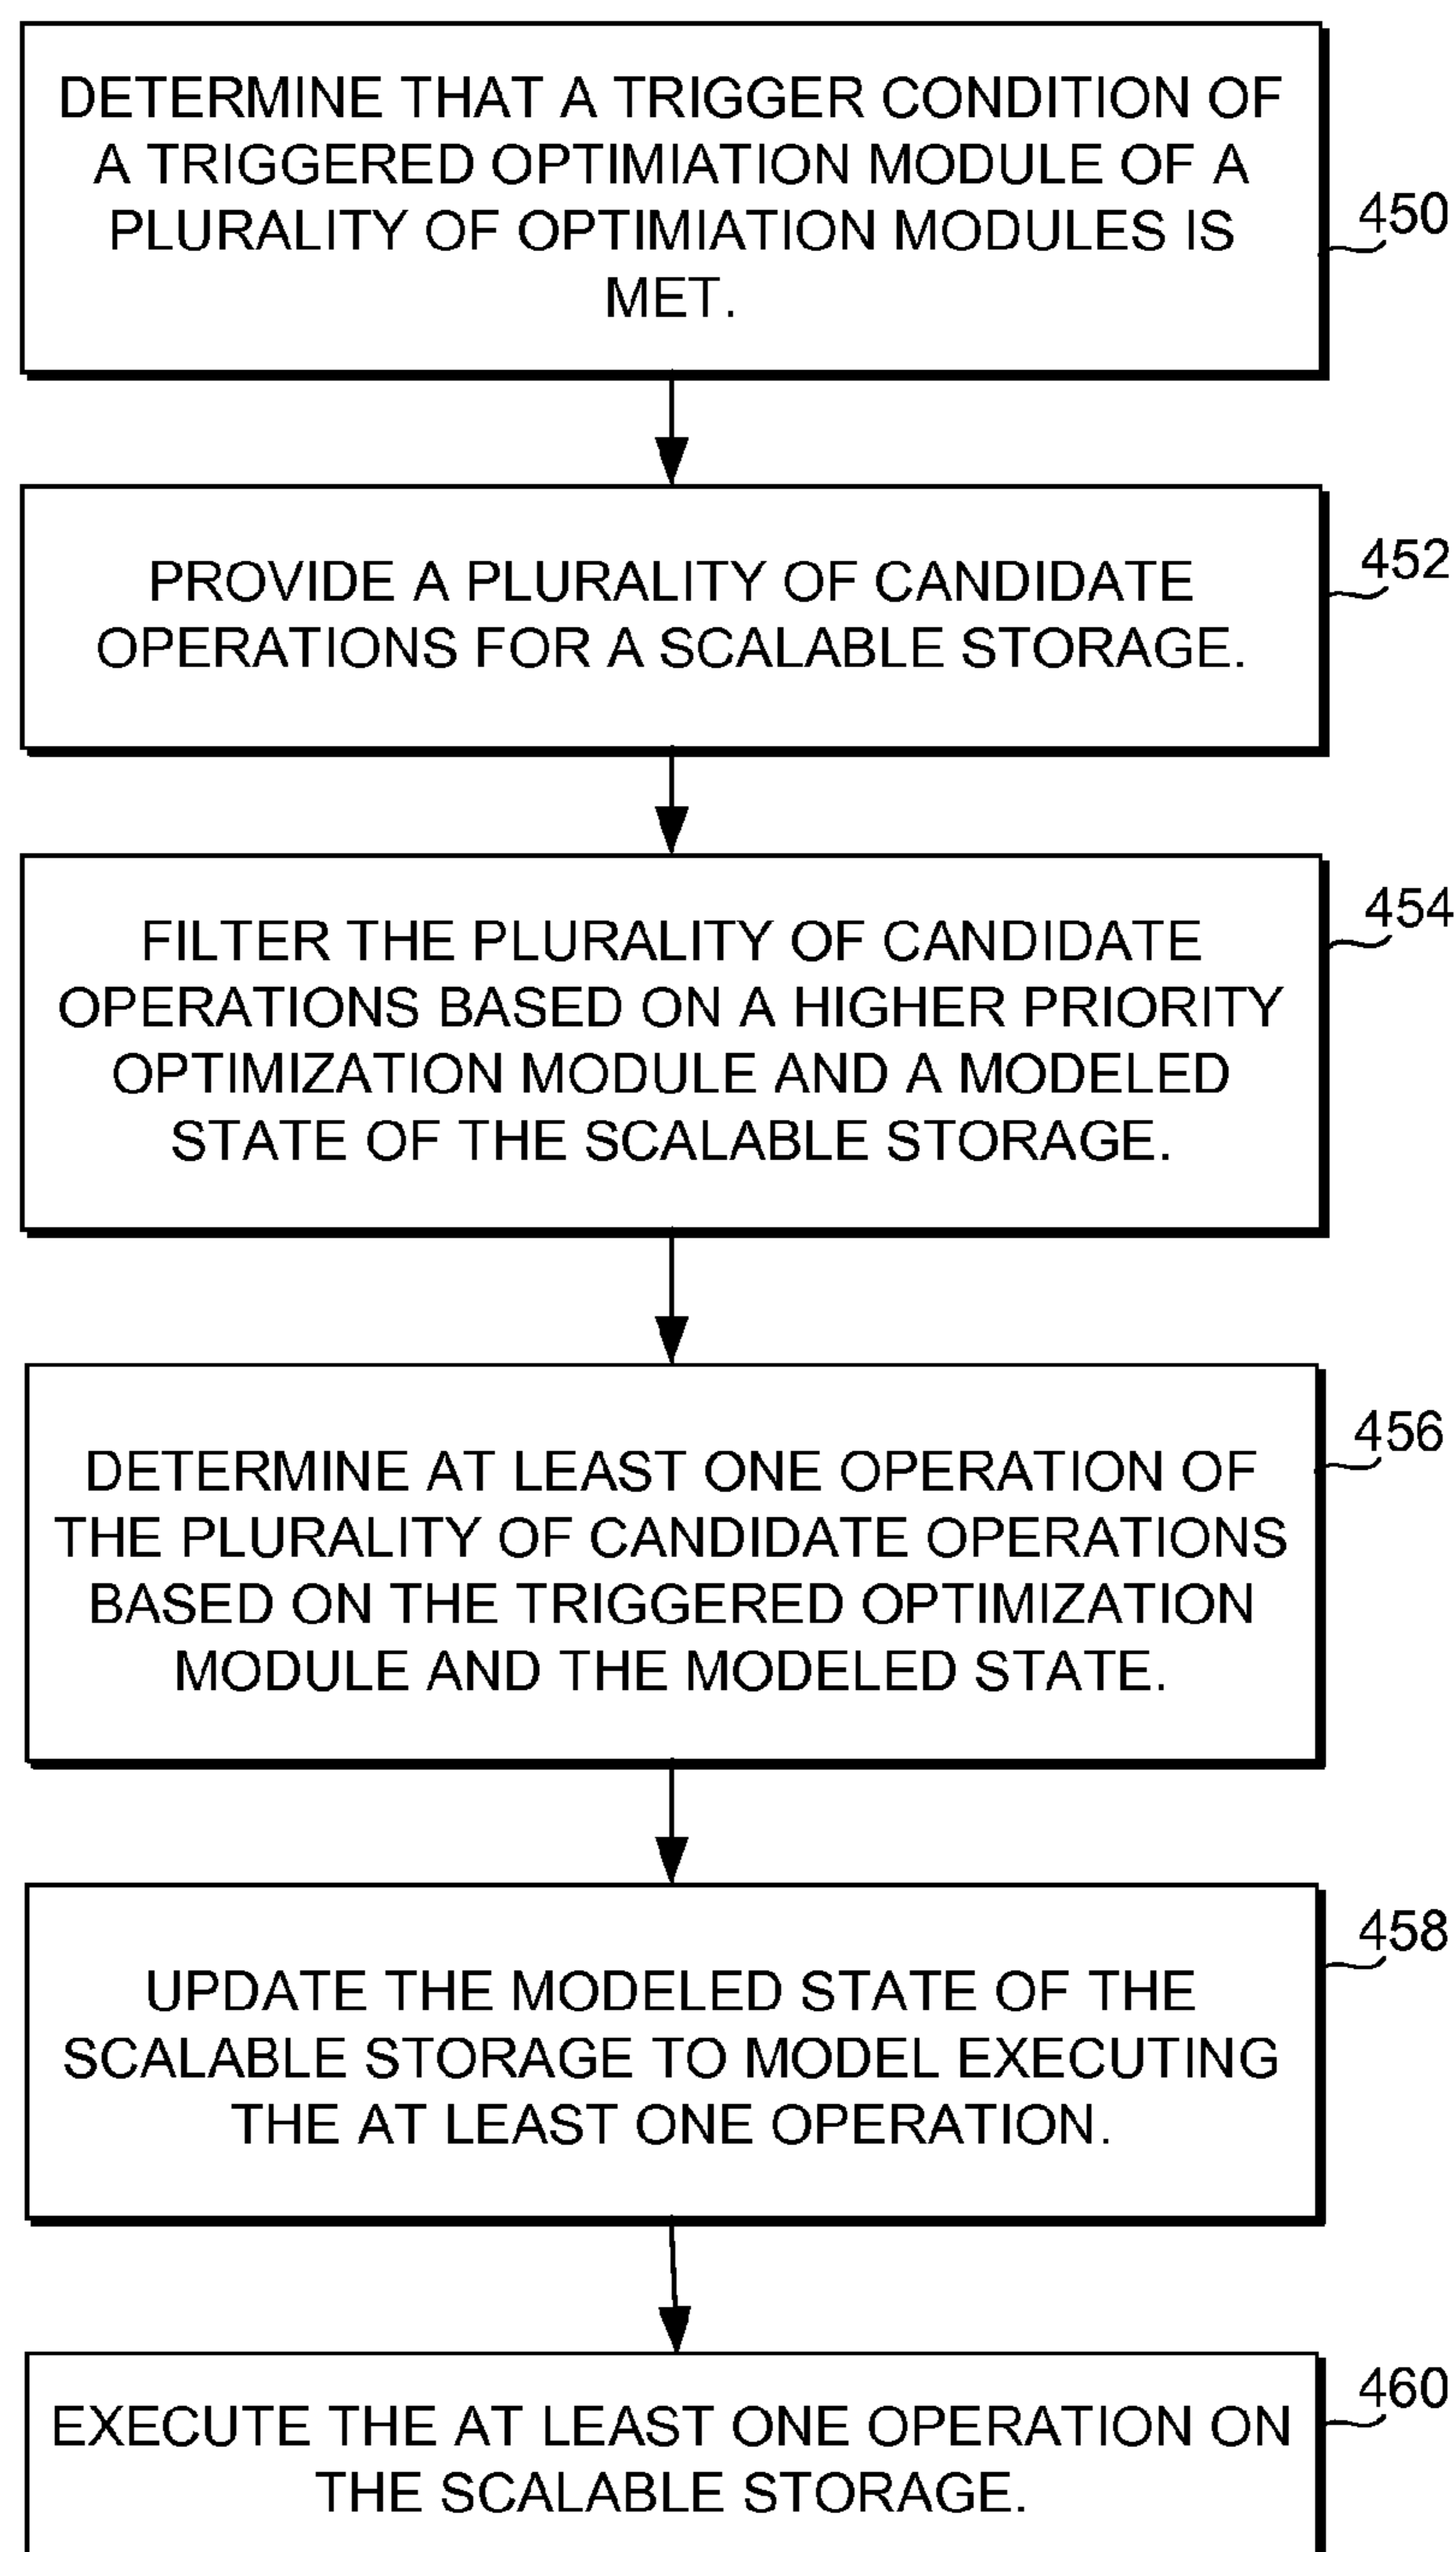 DETERMINE THAT A TRIGGER CONDITION OF
A TRIGGERED OPTIMIATION MODULE OF A
PLURALITY OF OPTIMIATION MODULES IS
MET.
450
PROVIDE A PLURALITY OF CANDIDATE
OPERATIONS FOR A SCALABLE STORAGE.
452
FILTER THE PLURALITY OF CANDIDATE
OPERATIONS BASED ON A HIGHER PRIORITY
OPTIMIZATION MODULE AND A MODELED
STATE OF THE SCALABLE STORAGE.
454
DETERMINE AT LEAST ONE OPERATION OF
THE PLURALITY OF CANDIDATE OPERATIONS
BASED ON THE TRIGGERED OPTIMIZATION
MODULE AND THE MODELED STATE.
456
UPDATE THE MODELED STATE OF THE
SCALABLE STORAGE TO MODEL EXECUTING
THE AT LEAST ONE OPERATION.
458
EXECUTE THE AT LEAST ONE OPERATION ON
THE SCALABLE STORAGE.
460